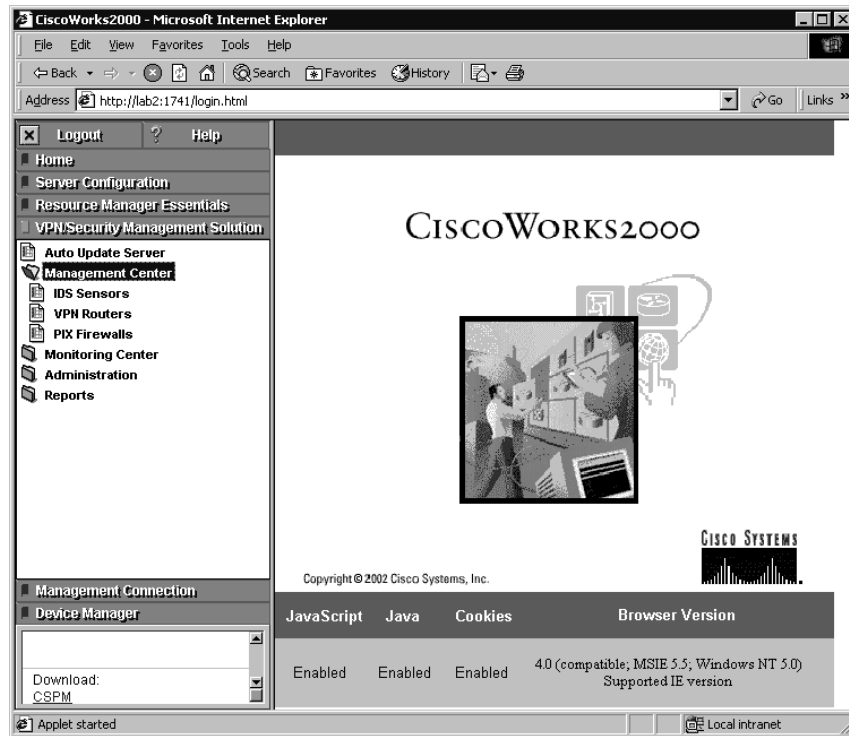 CiscoWorks2000 - Microsoft Internet Explorer
File Edit View Favorites Tools Help
Back Search Favorites History
Address http://lab2:1741/login.html Go Links »
Logout ? Help
Home
Server Configuration
Resource Manager Essentials
VPN/Security Management Solution
Auto Update Server
Management Center
IDS Sensors
VPN Routers
PIX Firewalls
Monitoring Center
Administration
Reports
Management Connection
Device Manager
Download:
CSPM
CISCOWORKS2000
CISCO SYSTEMS
Copyright © 2002 Cisco Systems, Inc.
JavaScript Java Cookies Browser Version
Enabled Enabled Enabled 4.0 (compatible; MSIE 5.5; Windows NT 5.0)
Supported IE version
Applet started Local intranet